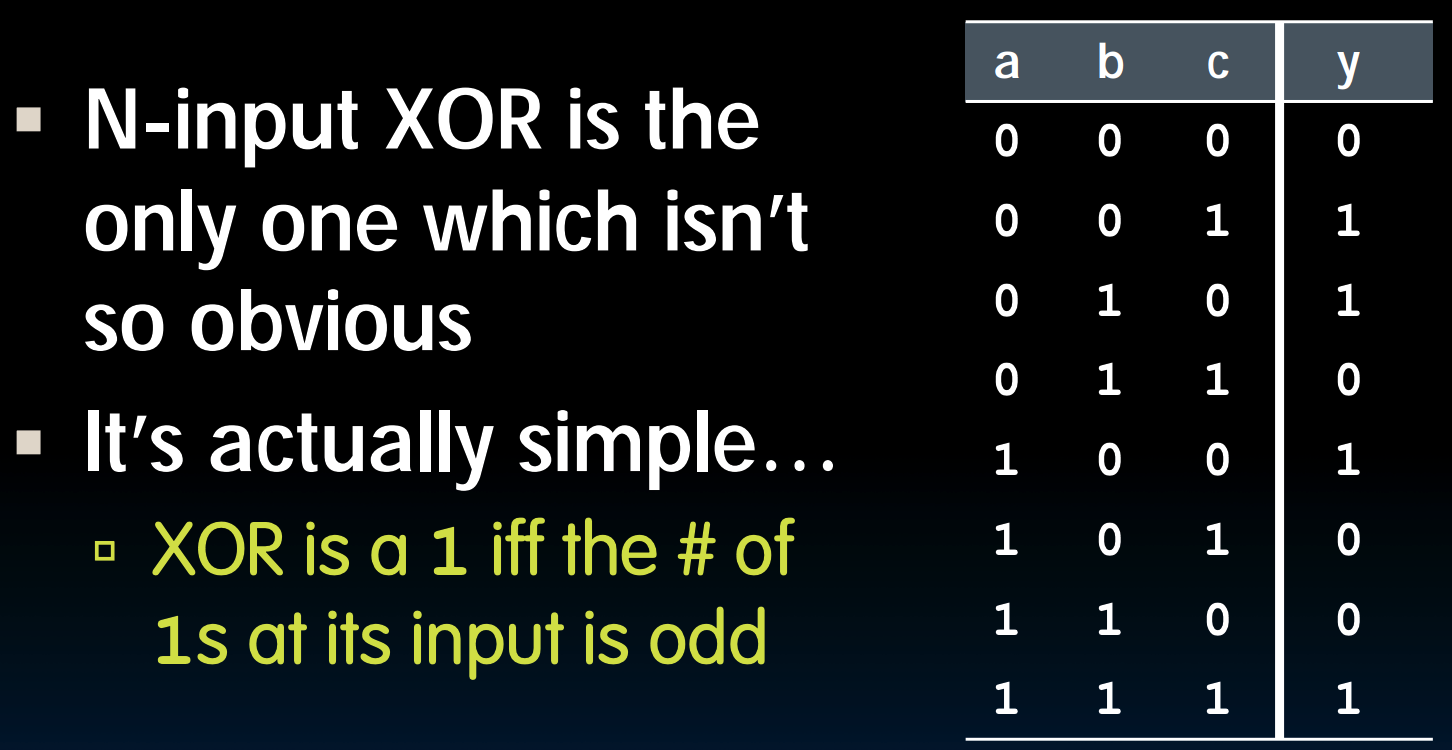 N-input XOR is the
only one which isn't
so obvious
It's actually simple…
XOR is a 1 iff the # of
1s at its input is odd
a b c y
0 0 0 0
0 0 1 1
0 1 0 1
0 1 1 0
1 0 0 1
1 0 1 0
1 1 0 0
1 1 1 1